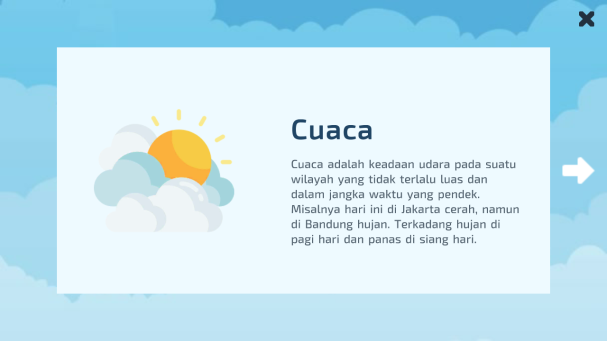 Cuaca
Cuaca adalah keadaan udara pada suatu
wilayah yang tidak terlalu luas dan
dalam jangka waktu yang pendek.
Misalnya hari ini di Jakarta cerah, namun
di Bandung hujan. Terkadang hujan di
pagi hari dan panas di siang hari.